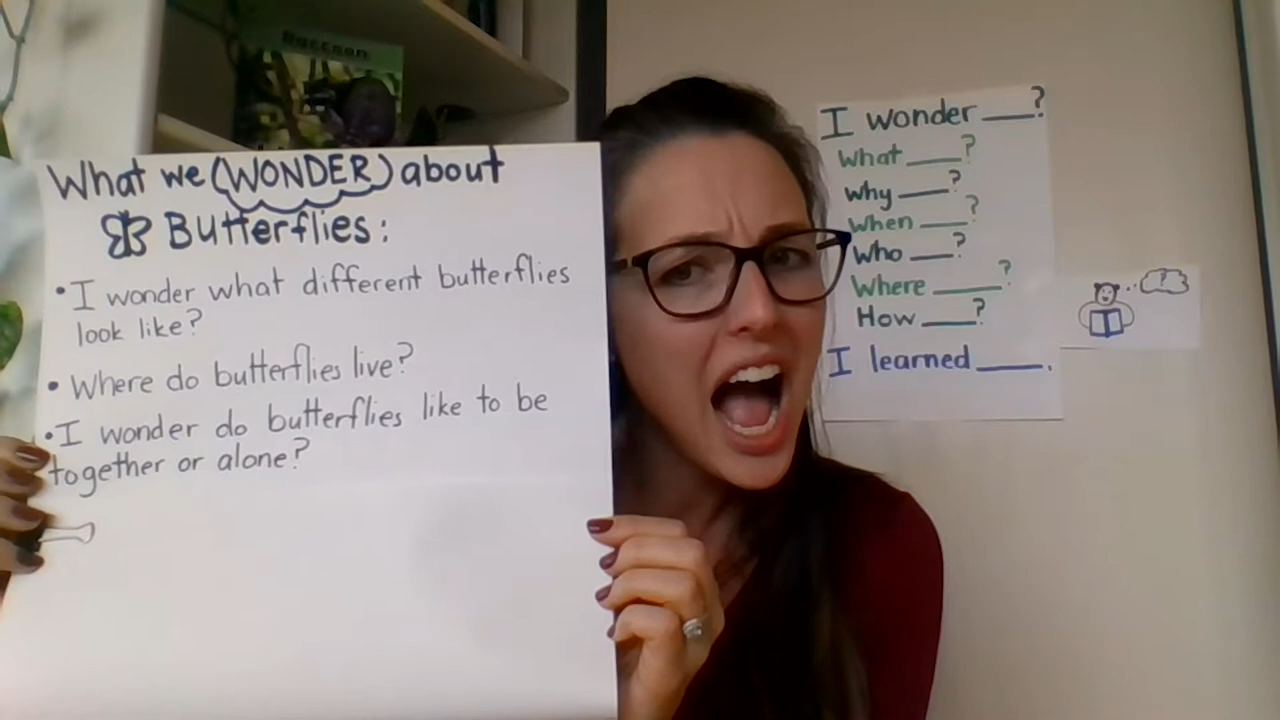 Raccoon
What we (WONDER) about
Butterflies:
• I wonder what different butterflies
look like?
• Where do butterflies live?
• I wonder do butterflies like to be
together or alone?
I wonder ___?
What ___?
Why ___?
When ___?
Who ___?
Where ___?
How ___?
I learned ___.
?